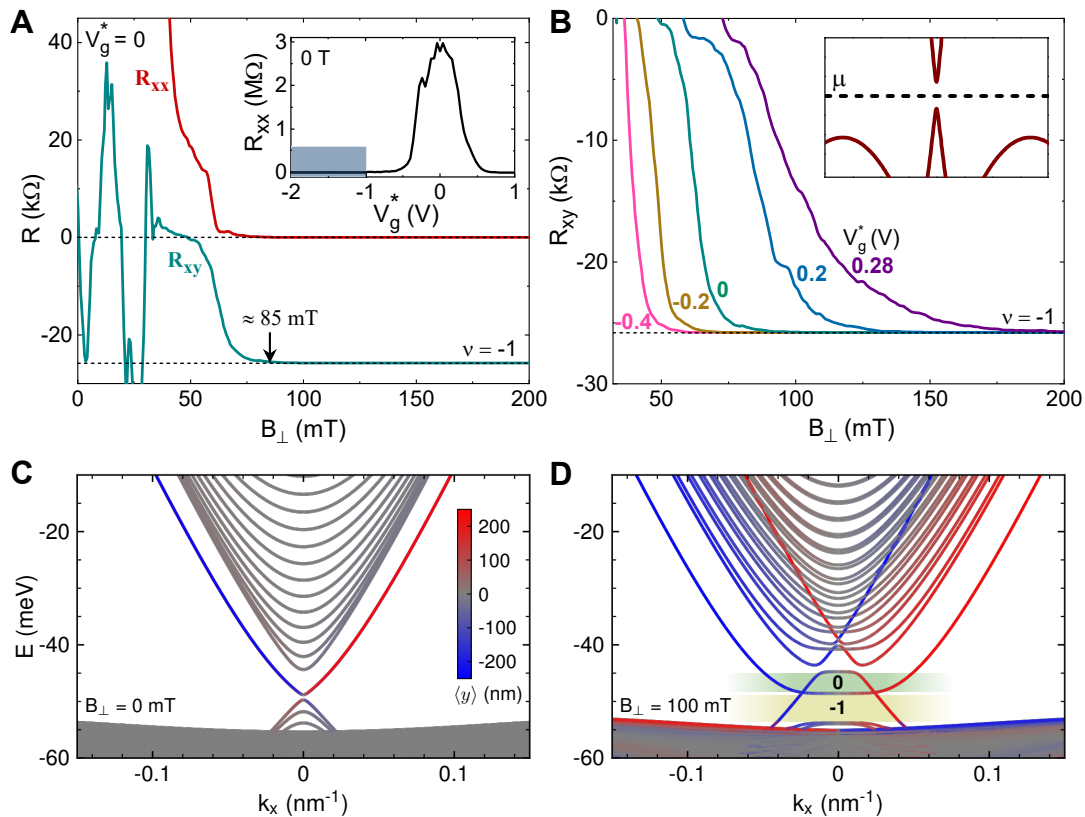 A
V*g = 0
Rxx
Rxy
≈ 85 mT
ν = -1
40
20
0
-20
R (kΩ)
0
50
100
150
200
B⊥ (mT)
0 T
3
2
1
0
Rxx (MΩ)
-2
-1
0
1
V*g (V)
B
0
-10
-20
-30
Rxy (kΩ)
μ
V*g (V)
0.28
0.2
0
-0.2
-0.4
ν = -1
50
100
150
200
B⊥ (mT)
C
-20
-40
-60
E (meV)
200
100
0
-100
-200
⟨y⟩ (nm)
B⊥ = 0 mT
-0.1
0
0.1
kx (nm-1)
D
-20
-40
-60
0
-1
B⊥ = 100 mT
-0.1
0
0.1
kx (nm-1)